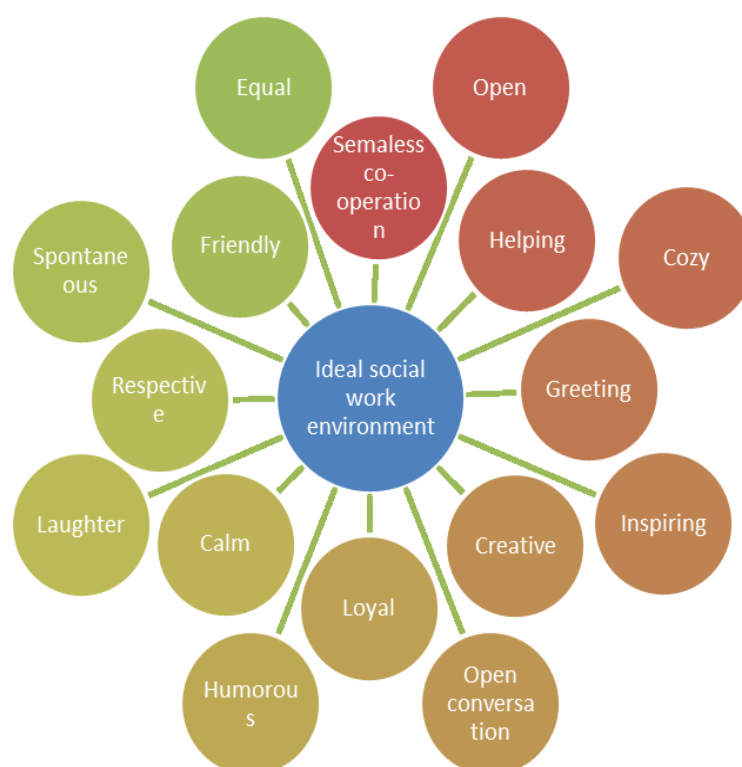 Equal
Open
Semaless
co-
operatio
n
Friendly
Helping
Spontane
ous
Cozy
Respectiv
e
Ideal social
work
environment
Greeting
Laughter
Calm
Creative
Inspiring
Loyal
Humorou
s
Open
conversa
tion